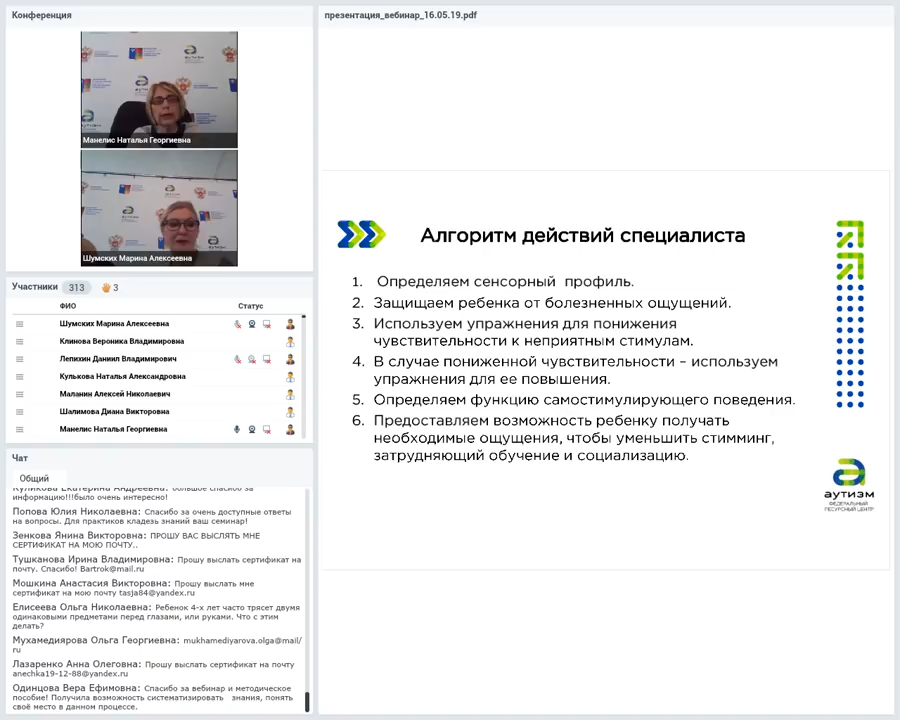 Конференция
Манелис Наталья Георгиевна
Шумских Марина Алексеевна
Участники 313 3
ФИО Статус
Шумских Марина Алексеевна
Клинова Вероника Владимировна
Лепихин Даниил Владимирович
Кулькова Наталья Александровна
Маланин Алексей Николаевич
Шалимова Диана Викторовна
Манелис Наталья Георгиевна
Чат
Общий
Куликова Екатерина Андреевна: большое спасибо за
информацию!!!было очень интересно!
Попова Юлия Николаевна: Спасибо за очень доступные ответы
на вопросы. Для практиков кладезь знаний ваш семинар!
Зенкова Янина Викторовна: ПРОШУ ВАС ВЫСЛЯТЬ МНЕ
СЕРТИФИКАТ НА МОЮ ПОЧТУ..
Тушканова Ирина Владимировна: Прошу выслать сертификат на
почту. Спасибо! Bartrok@mail.ru
Мошкина Анастасия Викторовна: Прошу выслать мне
сертификат на мою почту tasja84@yandex.ru
Елисеева Ольга Николаевна: Ребенок 4-х лет часто трясет двумя
одинаковыми предметами перед глазами, или руками. Что с этим
делать?
Мухамедиярова Ольга Георгиевна: mukhamediyarova.olga@mail/
ru
Лазаренко Анна Олеговна: Прошу выслать сертификат на почту
anechka19-12-88@yandex.ru
Одинцова Вера Ефимовна: Спасибо за вебинар и методическое
пособие! Получила возможность систематизировать знания, понять
своё место в данном процессе.
презентация_вебинар_16.05.19.pdf
Алгоритм действий специалиста
1. Определяем сенсорный профиль.
2. Защищаем ребенка от болезненных ощущений.
3. Используем упражнения для понижения
чувствительности к неприятным стимулам.
4. В случае пониженной чувствительности – используем
упражнения для ее повышения.
5. Определяем функцию самостимулирующего поведения.
6. Предоставляем возможность ребенку получать
необходимые ощущения, чтобы уменьшить стимминг,
затрудняющий обучение и социализацию.
аутизм
ФЕДЕРАЛЬНЫЙ
РЕСУРСНЫЙ ЦЕНТР